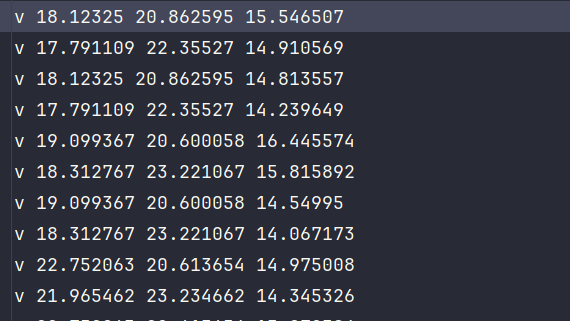 v 18.12325 20.862595 15.546507
v 17.791109 22.35527 14.910569
v 18.12325 20.862595 14.813557
v 17.791109 22.35527 14.239649
v 19.099367 20.600058 16.445574
v 18.312767 23.221067 15.815892
v 19.099367 20.600058 14.54995
v 18.312767 23.221067 14.067173
v 22.752063 20.613654 14.975008
v 21.965462 23.234662 14.345326